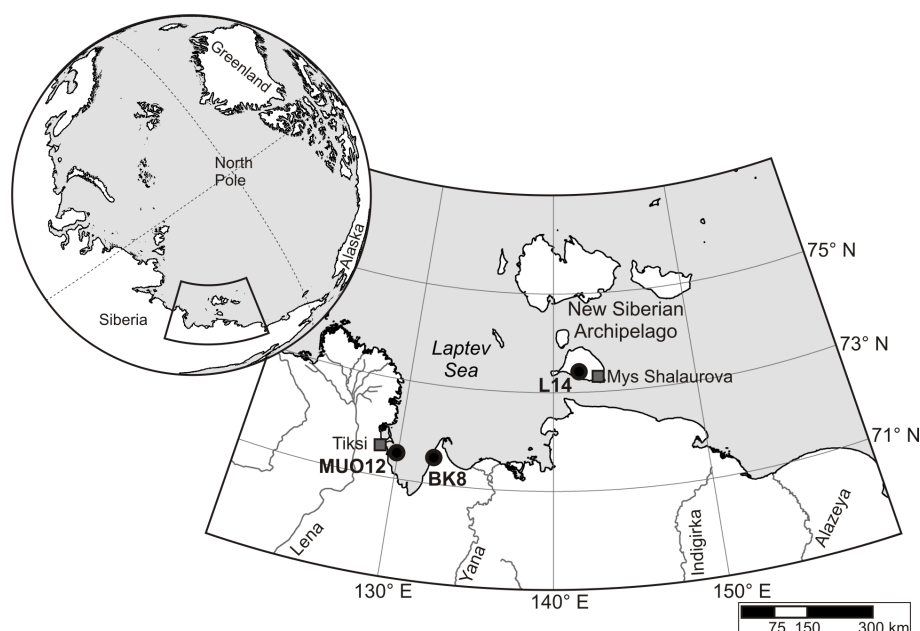 Greenland
North
Pole
Alaska
Siberia
75° N
New Siberian
Archipelago
Laptev
Sea
73° N
L14
Mys Shalaurova
Tiksi
MUO12
BK8
71° N
Lena
Yana
Indigirka
Alazeya
130° E
140° E
150° E
75 150 300 km